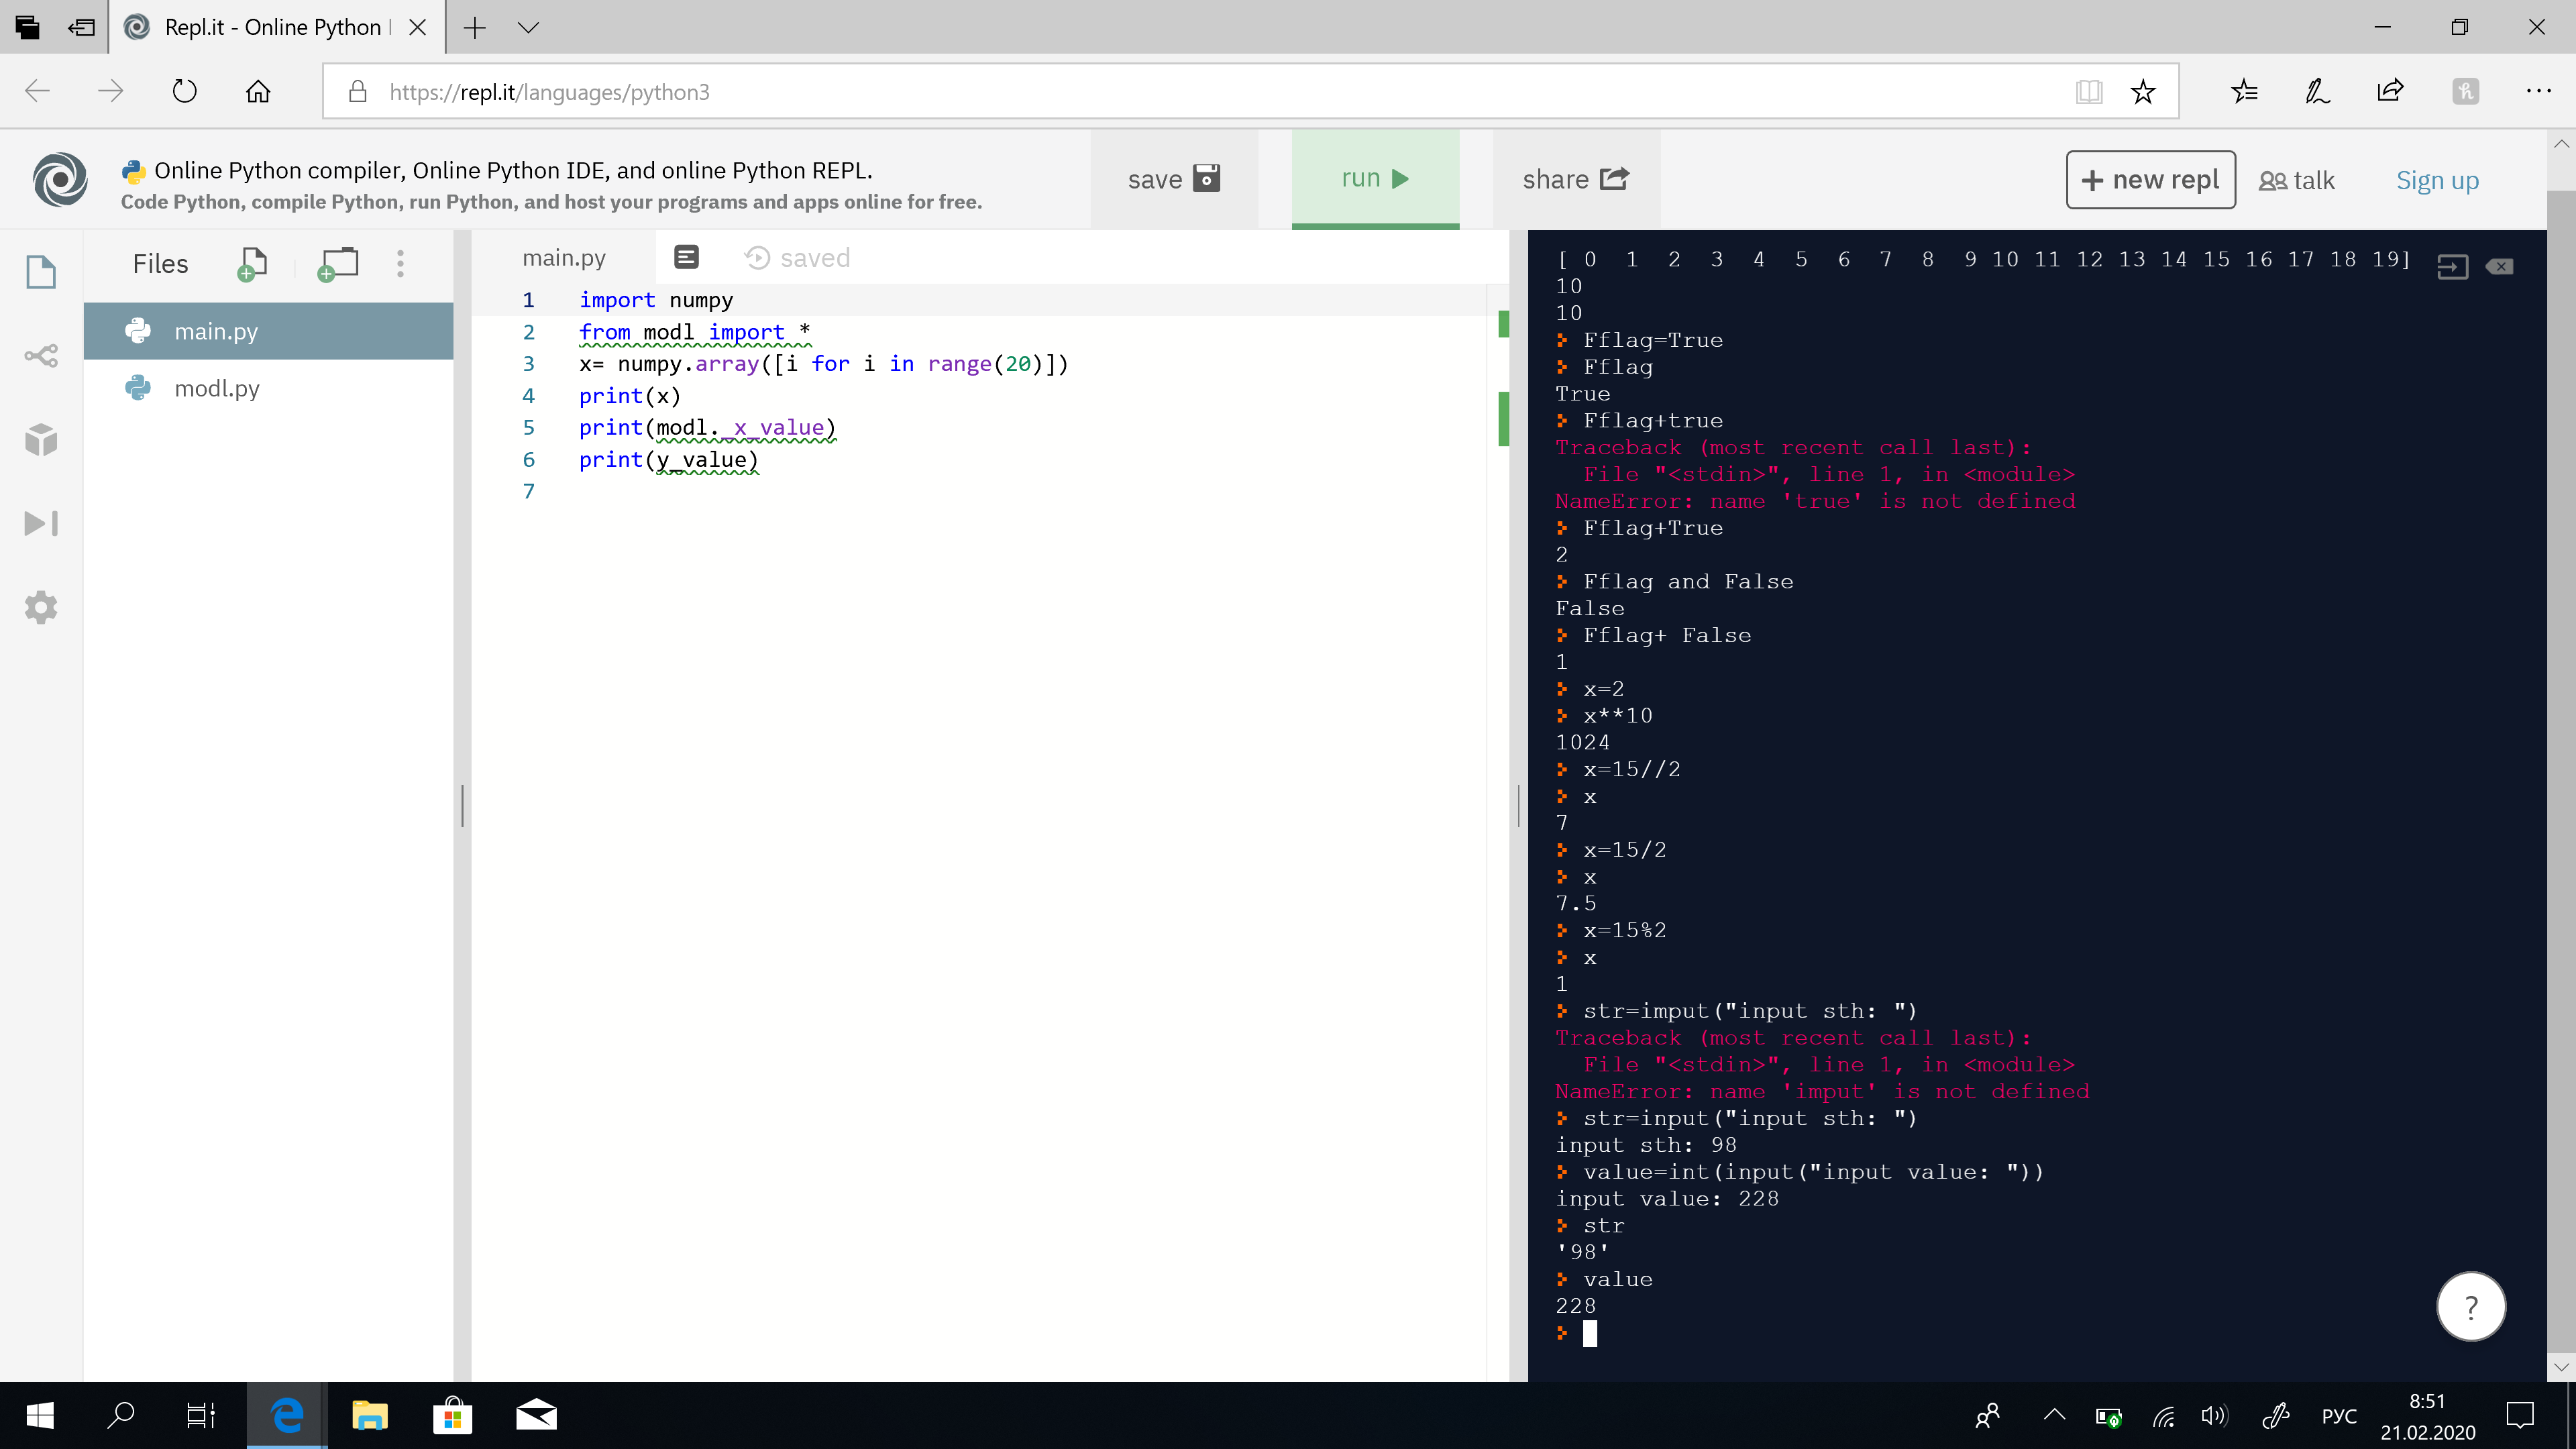 Repl.it - Online Python
https://repl.it/languages/python3
Online Python compiler, Online Python IDE, and online Python REPL.
Code Python, compile Python, run Python, and host your programs and apps online for free.
save
run
share
+ new repl
talk
Sign up
Files
main.py
modl.py
main.py
saved
1 import numpy
2 from modl import *
3 x= numpy.array([i for i in range(20)])
4 print(x)
5 print(modl._x_value)
6 print(y_value)
7
[ 0 1 2 3 4 5 6 7 8 9 10 11 12 13 14 15 16 17 18 19]
10
10
Fflag=True
Fflag
True
Fflag+true
Traceback (most recent call last):
File "<stdin>", line 1, in <module>
NameError: name 'true' is not defined
Fflag+True
2
Fflag and False
False
Fflag+ False
1
x=2
x**10
1024
x=15//2
x
7
x=15/2
x
7.5
x=15%2
x
1
str=imput("input sth: ")
Traceback (most recent call last):
File "<stdin>", line 1, in <module>
NameError: name 'imput' is not defined
str=input("input sth: ")
input sth: 98
value=int(input("input value: "))
input value: 228
str
'98'
value
228
?
РУС
8:51
21.02.2020